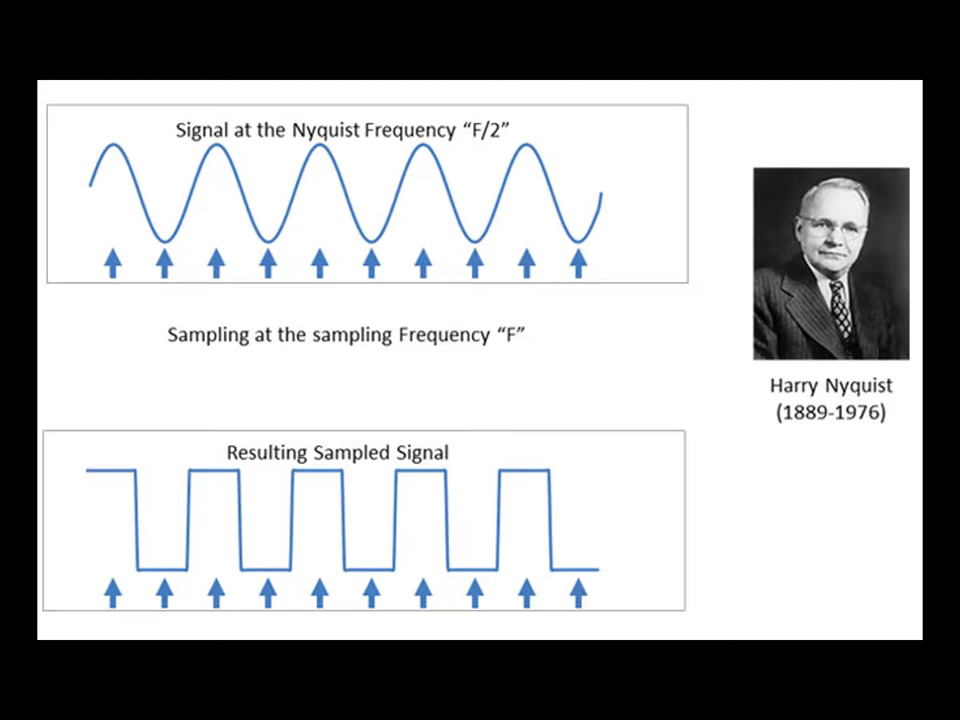 Signal at the Nyquist Frequency “F/2”
Sampling at the sampling Frequency “F”
Harry Nyquist
(1889-1976)
Resulting Sampled Signal